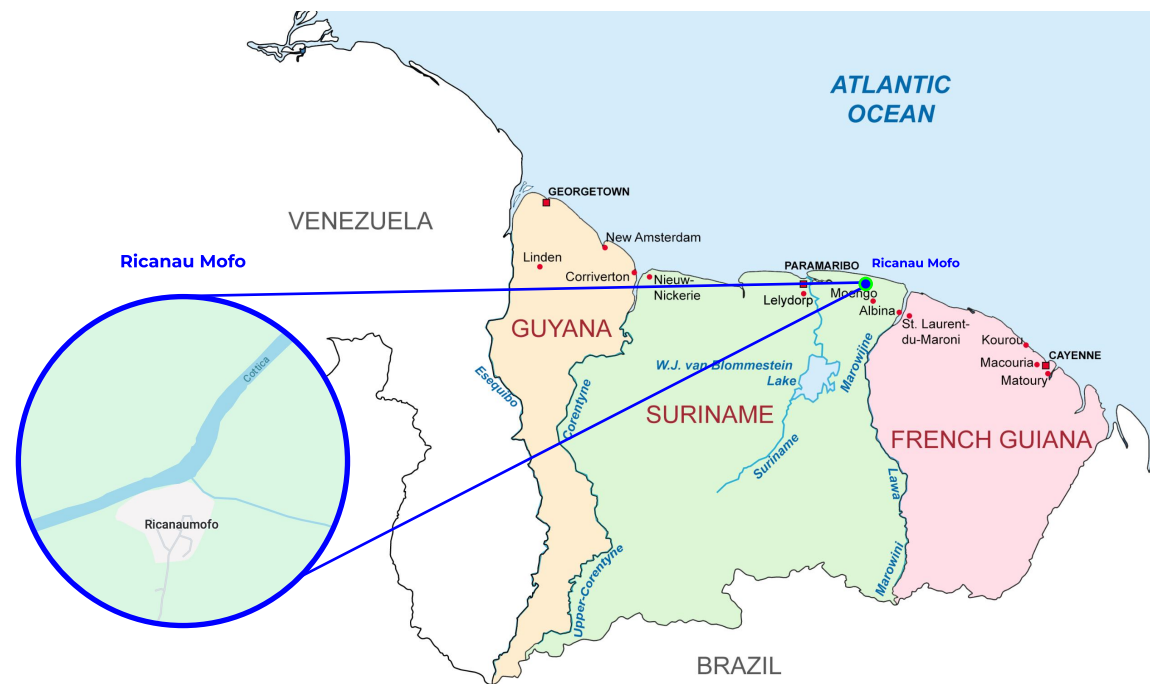 ATLANTIC
OCEAN
GEORGETOWN
VENEZUELA
New Amsterdam
Linden
Ricanau Mofo
PARAMARIBO
Ricanau Mofo
Corriverton
Nieuw-
Nickerie
Lelydorp
Moengo
Albina
St. Laurent-
du-Maroni
GUYANA
Kourou
CAYENNE
Macouria
Matoury
W.J. van Blommestein
Lake
Marowijne
Essequibo
Corentyne
SURINAME
FRENCH GUIANA
Cottica
Suriname
Lawa
Ricanaumofo
Marowini
Upper-Corentyne
BRAZIL